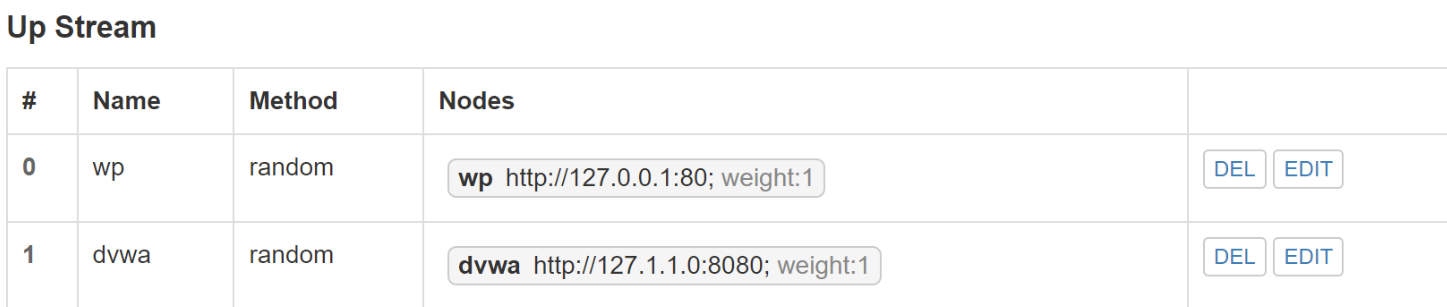 Up Stream
# Name Method Nodes
0 wp random wp http://127.0.0.1:80; weight:1 DEL EDIT
1 dvwa random dvwa http://127.1.1.0:8080; weight:1 DEL EDIT